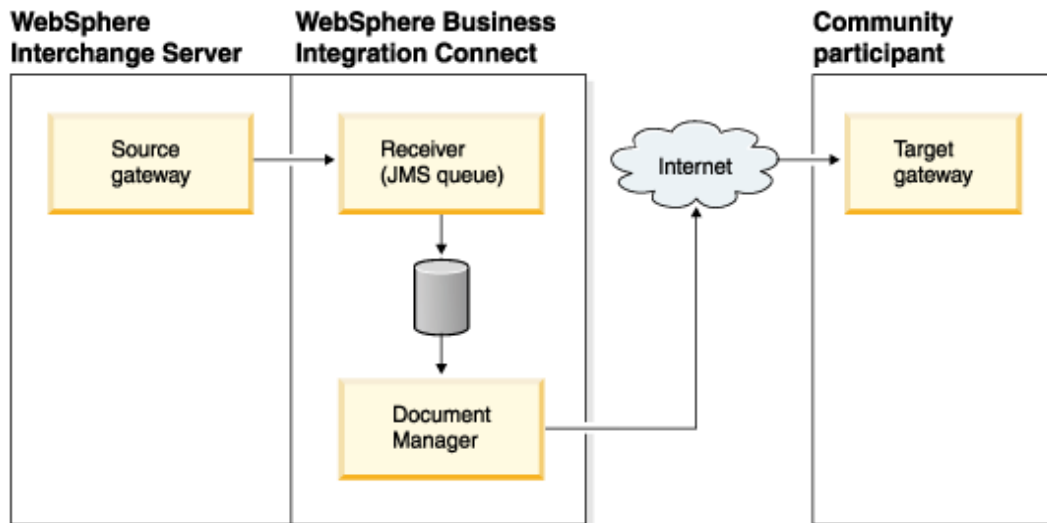 WebSphere
Interchange Server
WebSphere Business
Integration Connect
Community
participant
Source
gateway
Receiver
(JMS queue)
Internet
Target
gateway
Document
Manager